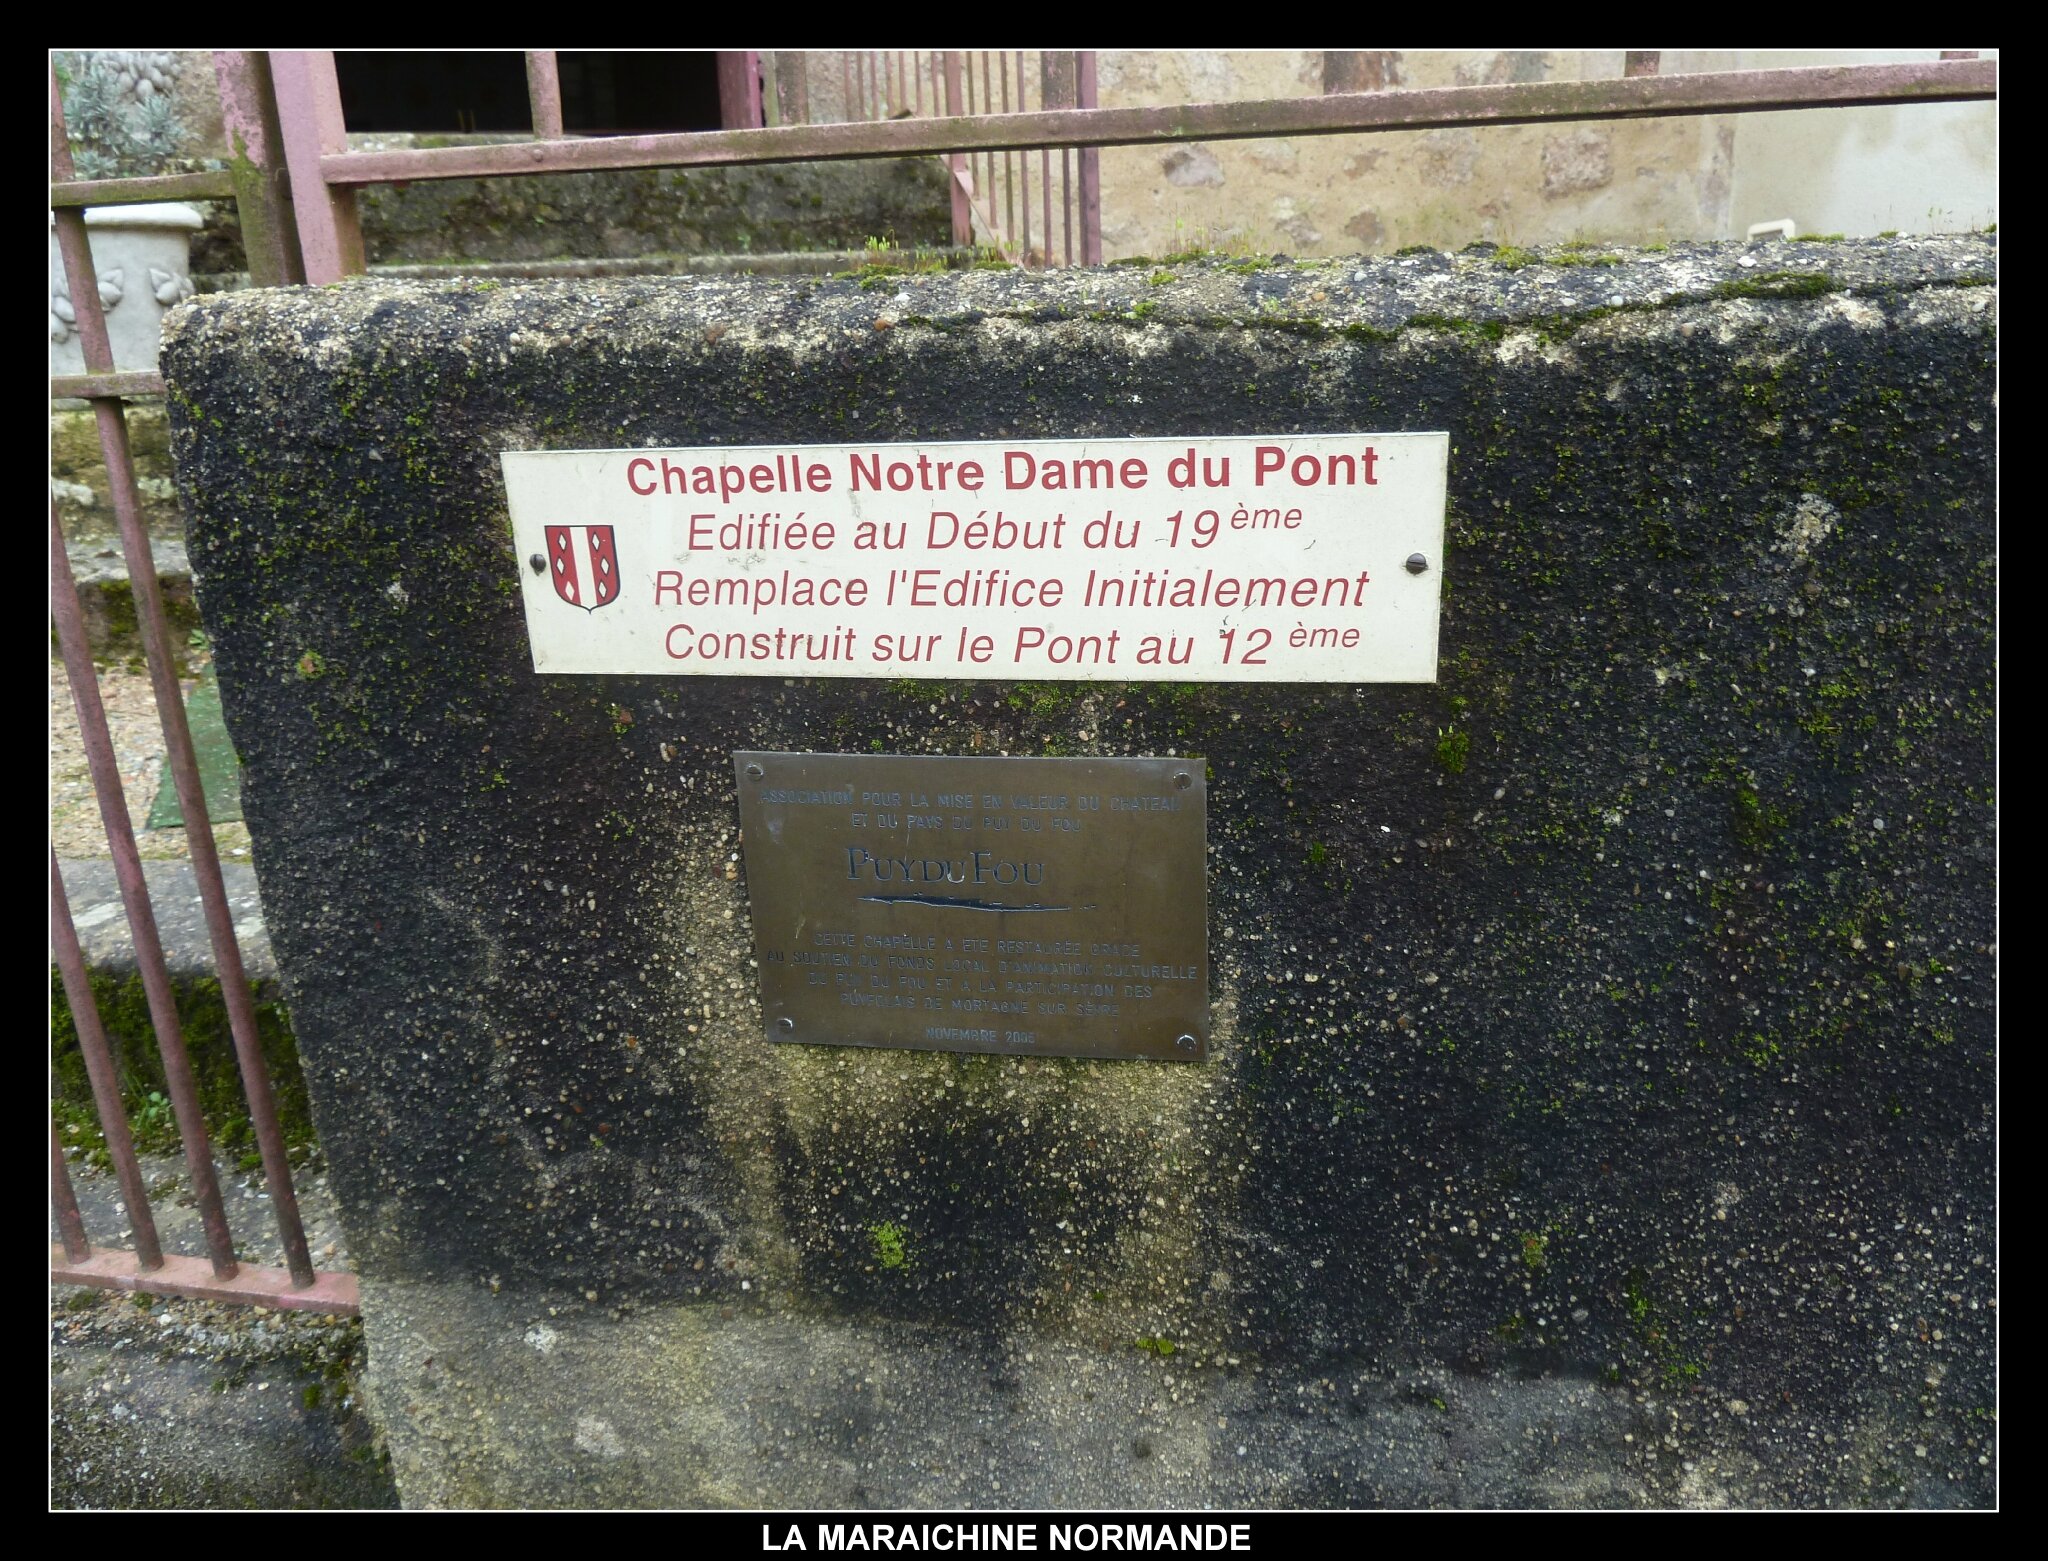 Chapelle Notre Dame du Pont
Edifiée au Début du 19 ème
Remplace l'Edifice Initialement
Construit sur le Pont au 12 ème
ASSOCIATION POUR LA MISE EN VALEUR DU CHATEAU
ET DU PAYS DU PUY DU FOU
PUY DU FOU
CETTE CHAPELLE A ETE RESTAURÉE GRACE
AU SOUTIEN DU FONDS LOCAL D'ANIMATION CULTURELLE
DU PUY DU FOU ET A LA PARTICIPATION DES
PUYFOLAIS DE MORTAGNE SUR SÈVRE
NOVEMBRE
LA MARAICHINE NORMANDE